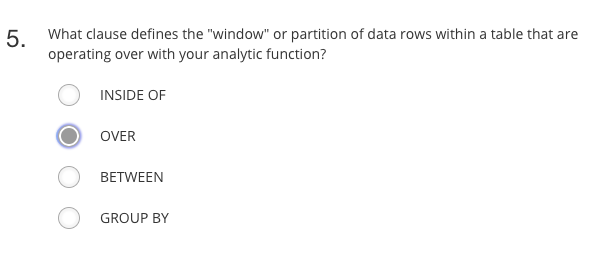 5. What clause defines the "window" or partition of data rows within a table that are
operating over with your analytic function?
INSIDE OF
OVER
BETWEEN
GROUP BY